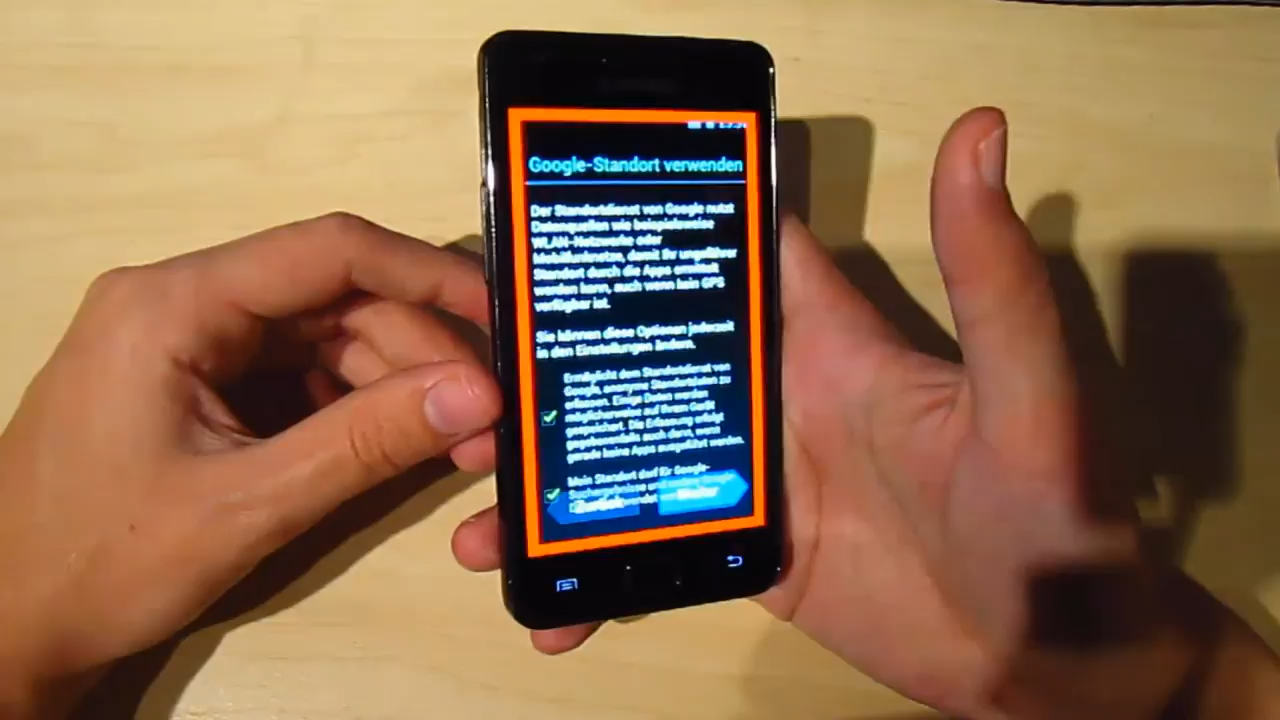 Google-Standort verwenden
Der Standortdienst von Google nutzt
Datenquellen wie beispielsweise
WLAN-Netzwerke oder
Mobilfunknetze, damit Ihr ungefährer
Standort durch die Apps ermittelt
werden kann, auch wenn kein GPS
verfügbar ist.
Sie können diese Optionen jederzeit
in den Einstellungen ändern.
Ermöglicht dem Standortdienst von
Google, anonyme Standortdaten zu
erfassen. Einige Daten werden
möglicherweise auf Ihrem Gerät
gespeichert. Die Erfassung erfolgt
gegebenenfalls auch dann, wenn
gerade keine Apps ausgeführt werden.
Mein Standort darf für Google-
Suchergebnisse und
Zurück
Weiter